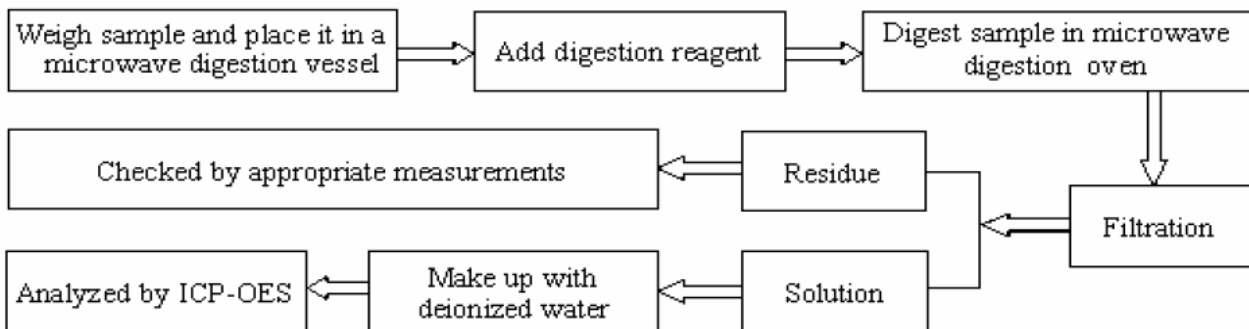 Weigh sample and place it in a
microwave digestion vessel
Add digestion reagent
Digest sample in microwave
digestion oven
Checked by appropriate measurements
Residue
Filtration
Analyzed by ICP-OES
Make up with
deionized water
Solution